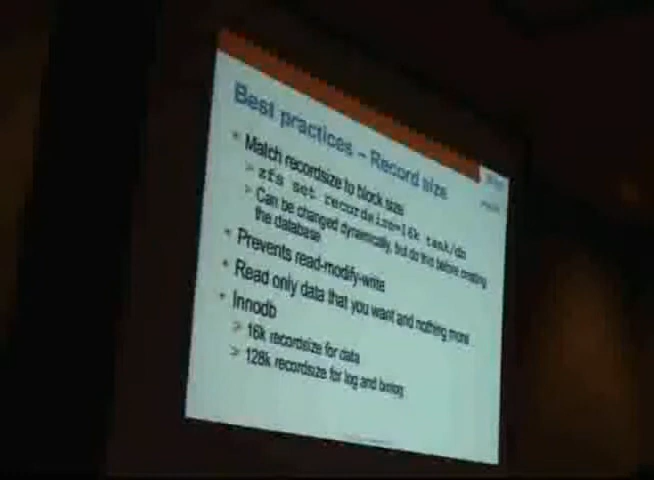 Best practices – Record size
• Match recordsize to block size
> zfs set recordsize=16k tank/db
> Can be changed dynamically, but do this before creating
the database
• Prevents read-modify-write
• Read only data that you want and nothing more
• Innodb
> 16k recordsize for data
> 128k recordsize for log and binlog